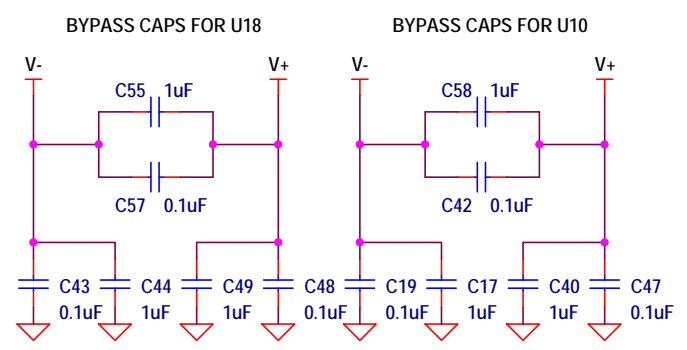 BYPASS CAPS FOR U18 BYPASS CAPS FOR U10
V- V+ V- V+
C55 1uF C58 1uF
C57 0.1uF C42 0.1uF
C43 C44 C49 C48 C19 C17 C40 C47
0.1uF 1uF 1uF 0.1uF 0.1uF 1uF 1uF 0.1uF